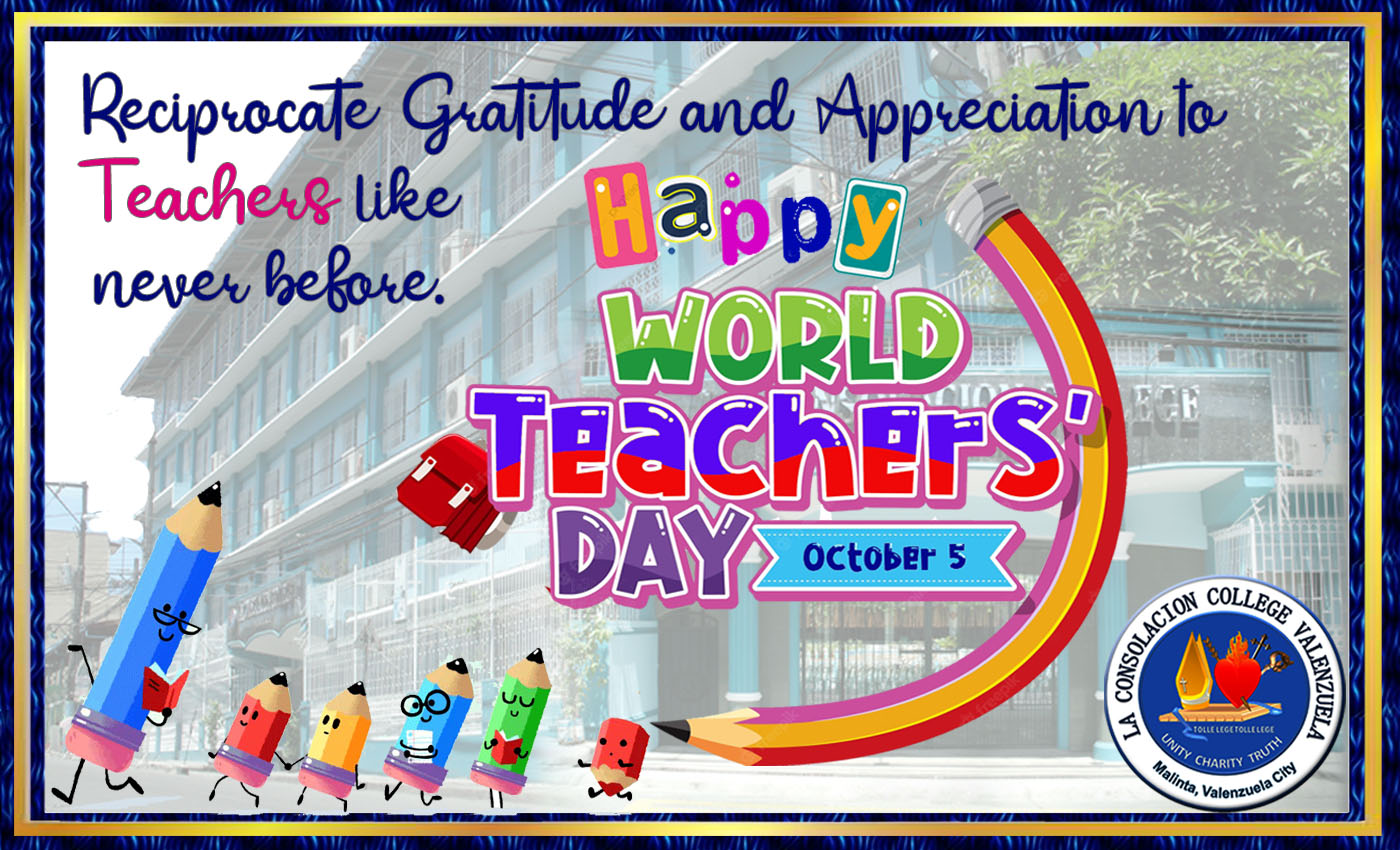 Reciprocate Gratitude and Appreciation to
Teachers like
never before.
Happy
WORLD
Teachers'
DAY
October 5
LA CONSOLACION COLLEGE VALENZUELA
TOLLE LEGE TOLLE LEGE
UNITY CHARITY TRUTH
Malinta, Valenzuela City